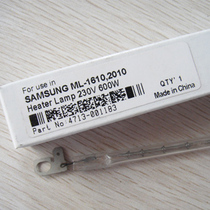 For use in
SAMSUNG ML-1610,2010
Heater Lamp 230V 600W
Part No 4713-001183
QTY' 1
Made in China